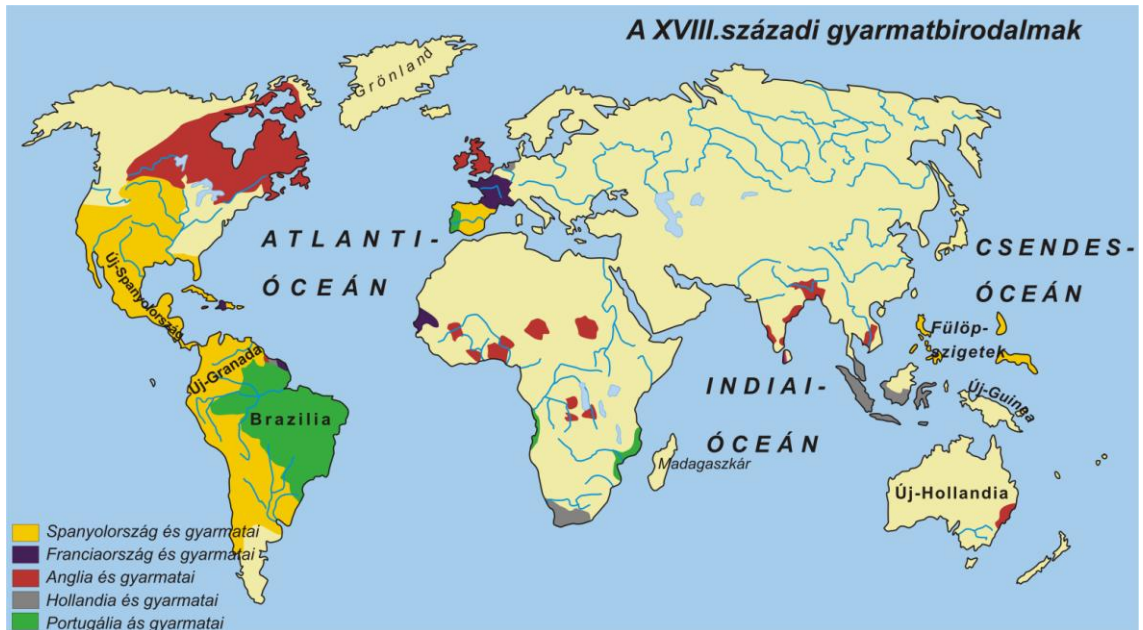 A XVIII.századi gyarmatbirodalmak
Grönland
ATLANTI-
ÓCEÁN
CSENDES-
ÓCEÁN
Új-Spanyolország
Fülöp-
szigetek
Új-Granada
INDIAI-
ÓCEÁN
Új-Guinea
Brazilia
Madagaszkár
Új-Hollandia
Spanyolország és gyarmatai
Franciaország és gyarmatai
Anglia és gyarmatai
Hollandia és gyarmatai
Portugália ás gyarmatai